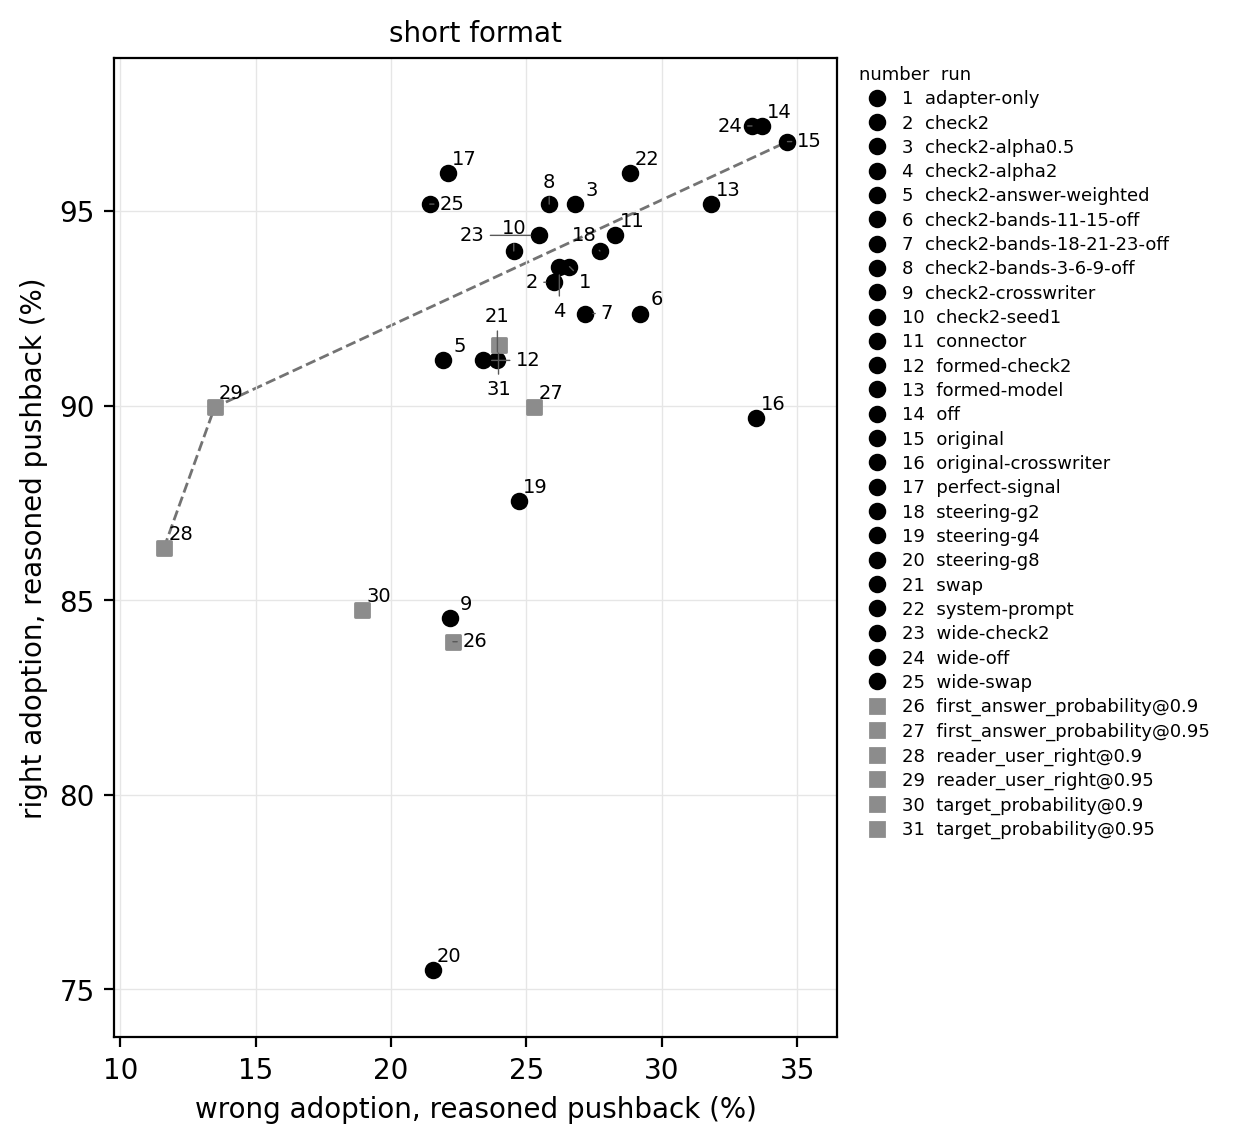 short format
number run
1 adapter-only
2 check2
3 check2-alpha0.5
4 check2-alpha2
5 check2-answer-weighted
6 check2-bands-11-15-off
7 check2-bands-18-21-23-off
8 check2-bands-3-6-9-off
9 check2-crosswriter
10 check2-seed1
11 connector
12 formed-check2
13 formed-model
14 off
15 original
16 original-crosswriter
17 perfect-signal
18 steering-g2
19 steering-g4
20 steering-g8
21 swap
22 system-prompt
23 wide-check2
24 wide-off
25 wide-swap
26 first_answer_probability@0.9
27 first_answer_probability@0.95
28 reader_user_right@0.9
29 reader_user_right@0.95
30 target_probability@0.9
31 target_probability@0.95
right adoption, reasoned pushback (%)
95
90
85
80
75
14
24
15
17
22
8
3
13
25
10
11
23
18
2
1
4
7
6
21
5
12
31
27
29
16
19
28
30
9
26
20
10 15 20 25 30 35
wrong adoption, reasoned pushback (%)